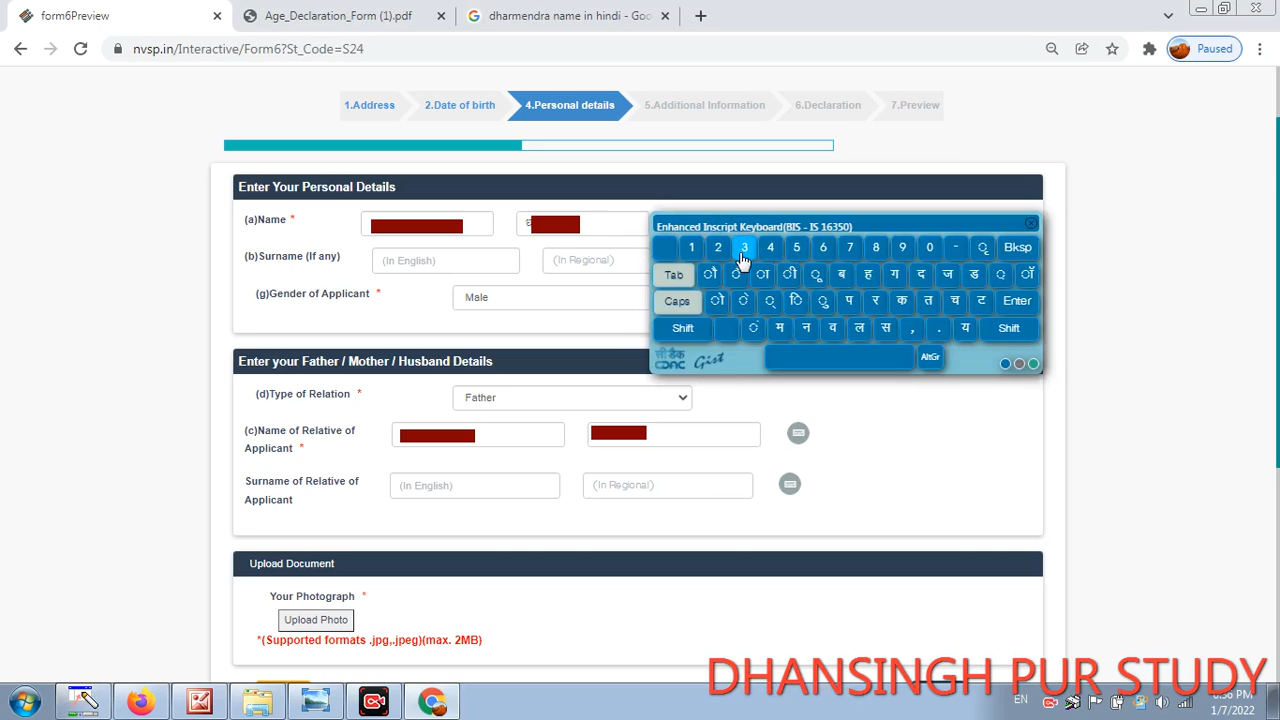 form6Preview
Age_Declaration_Form (1).pdf
dharmendra name in hindi - Goo
nvsp.in/Interactive/Form6?St_Code=S24
Paused
1.Address
2.Date of birth
4.Personal details
5.Additional Information
6.Declaration
7.Preview
Enter Your Personal Details
(a)Name *
(b)Surname (If any)
(In English)
(In Regional)
(g)Gender of Applicant *
Male
Enhanced Inscript Keyboard(BIS - IS 16350)
1 2 3 4 5 6 7 8 9 0 - ृ Bksp
Tab ौ ै ा ी ू ब ह ग द ज ड ़ ॉ
Caps ो े ् ि ु प र क त च ट Enter
Shift ं म न व ल स , . य Shift
सी डैक
CDAC Gist
AltGr
Enter your Father / Mother / Husband Details
(d)Type of Relation *
Father
(c)Name of Relative of
Applicant *
Surname of Relative of
Applicant
(In English)
(In Regional)
Upload Document
Your Photograph *
Upload Photo
*(Supported formats .jpg,.jpeg)(max. 2MB)
DHANSINGH PUR STUDY
EN
1/7/2022